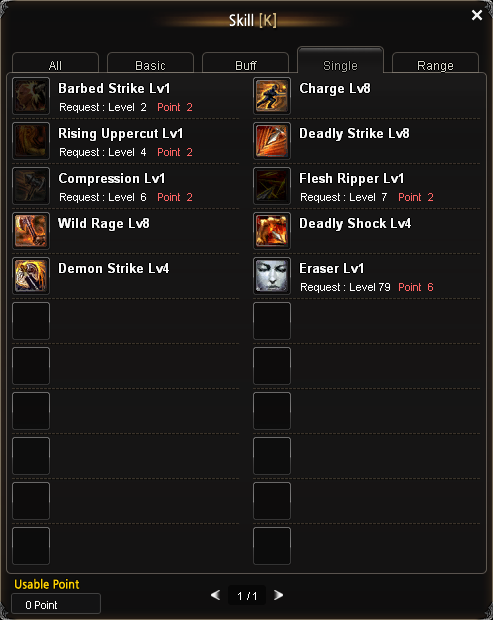 Skill [K]
All Basic Buff Single Range
Barbed Strike Lv1
Request : Level 2 Point 2
Charge Lv8
Rising Uppercut Lv1
Request : Level 4 Point 2
Deadly Strike Lv8
Compression Lv1
Request : Level 6 Point 2
Flesh Ripper Lv1
Request : Level 7 Point 2
Wild Rage Lv8
Deadly Shock Lv4
Demon Strike Lv4
Eraser Lv1
Request : Level 79 Point 6
Usable Point
0 Point
1 / 1